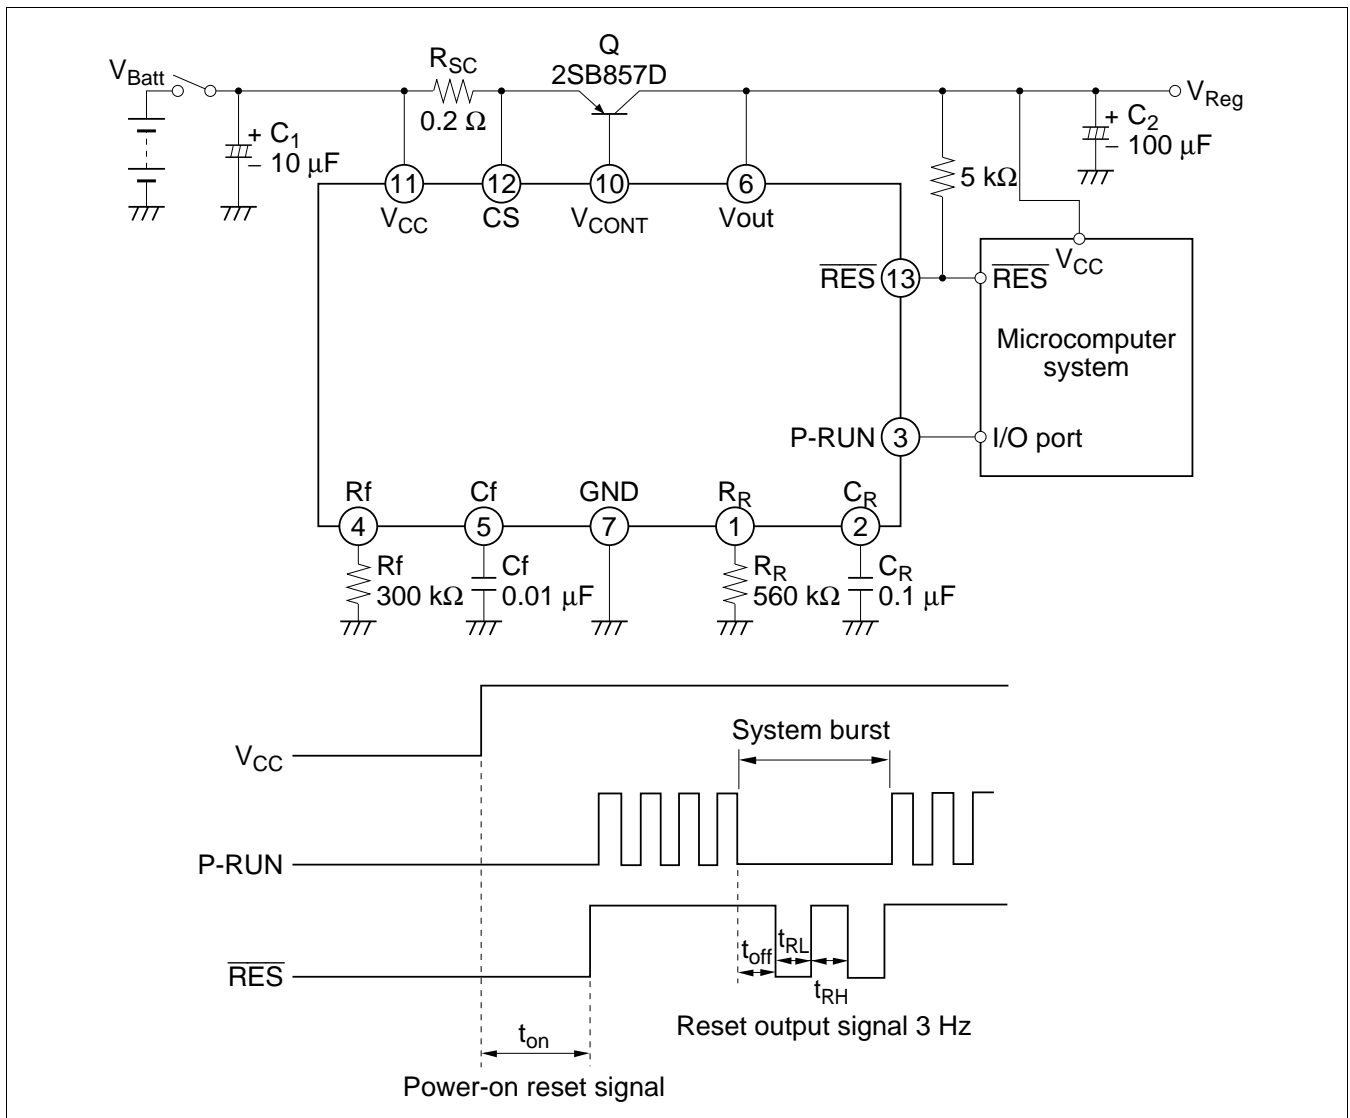 Q
2SB857D
V_Batt
R_SC
0.2 Ω
V_Reg
+ C_1
– 10 μF
+ C_2
– 100 μF
5 kΩ
11
12
10
6
V_CC
CS
V_CONT
Vout
V_CC
R̅E̅S̅
13
R̅E̅S̅
Microcomputer
system
P-RUN
3
I/O port
Rf
Cf
GND
R_R
C_R
4
5
7
1
2
Rf
300 kΩ
Cf
0.01 μF
R_R
560 kΩ
C_R
0.1 μF
V_CC
System burst
P-RUN
R̅E̅S̅
t_off
t_RL
t_RH
t_on
Reset output signal 3 Hz
Power-on reset signal